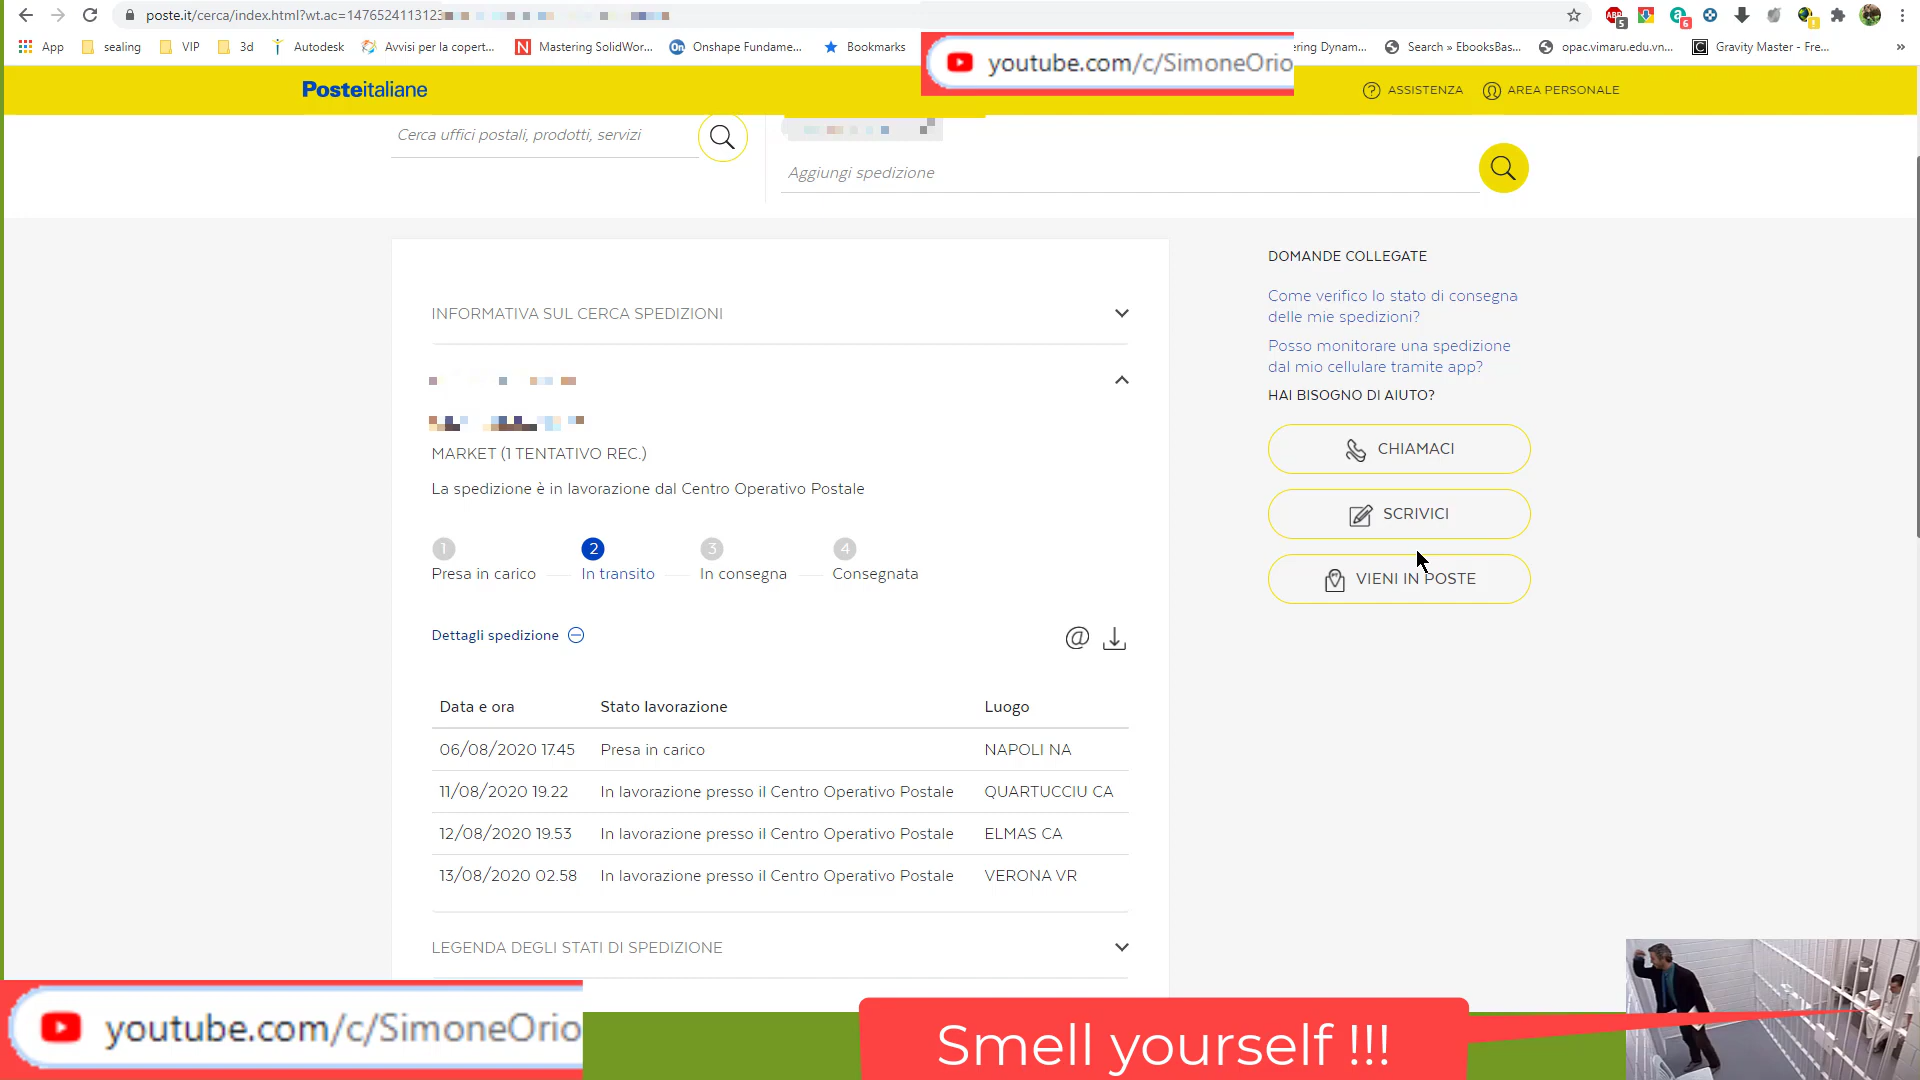 poste.it/cerca/index.html?wt.ac=1476524113123
App
sealing
VIP
3d
Autodesk
Avvisi per la copert...
Mastering SolidWor...
Onshape Fundame...
Bookmarks
ering Dynam...
Search » EbooksBas...
opac.vimaru.edu.vn...
Gravity Master - Fre...
»
youtube.com/c/SimoneOrio
Posteitaliane
ASSISTENZA
AREA PERSONALE
Cerca uffici postali, prodotti, servizi
Aggiungi spedizione
INFORMATIVA SUL CERCA SPEDIZIONI
MARKET (1 TENTATIVO REC.)
La spedizione è in lavorazione dal Centro Operativo Postale
1 2 3 4
Presa in carico In transito In consegna Consegnata
Dettagli spedizione
Data e ora Stato lavorazione Luogo
06/08/2020 17.45 Presa in carico NAPOLI NA
11/08/2020 19.22 In lavorazione presso il Centro Operativo Postale QUARTUCCIU CA
12/08/2020 19.53 In lavorazione presso il Centro Operativo Postale ELMAS CA
13/08/2020 02.58 In lavorazione presso il Centro Operativo Postale VERONA VR
LEGENDA DEGLI STATI DI SPEDIZIONE
DOMANDE COLLEGATE
Come verifico lo stato di consegna
delle mie spedizioni?
Posso monitorare una spedizione
dal mio cellulare tramite app?
HAI BISOGNO DI AIUTO?
CHIAMACI
SCRIVICI
VIENI IN POSTE
youtube.com/c/SimoneOrio
Smell yourself !!!